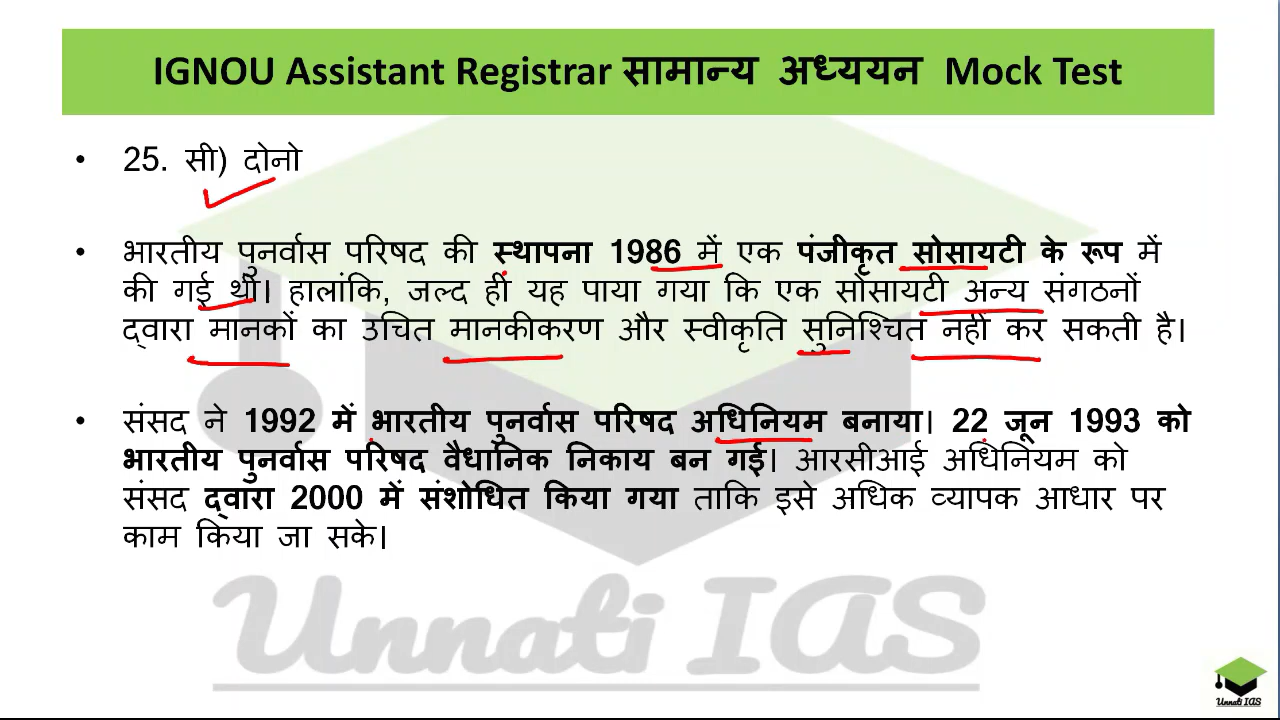 IGNOU Assistant Registrar सामान्य अध्ययन Mock Test
• 25. सी) दोनो
• भारतीय पुनर्वास परिषद की स्थापना 1986 में एक पंजीकृत सोसायटी के रूप में
की गई थी। हालांकि, जल्द ही यह पाया गया कि एक सोसायटी अन्य संगठनों
द्वारा मानकों का उचित मानकीकरण और स्वीकृति सुनिश्चित नहीं कर सकती है।
• संसद ने 1992 में भारतीय पुनर्वास परिषद अधिनियम बनाया। 22 जून 1993 को
भारतीय पुनर्वास परिषद वैधानिक निकाय बन गई। आरसीआई अधिनियम को
संसद द्वारा 2000 में संशोधित किया गया ताकि इसे अधिक व्यापक आधार पर
काम किया जा सके।
Unnati IAS
Unnati IAS